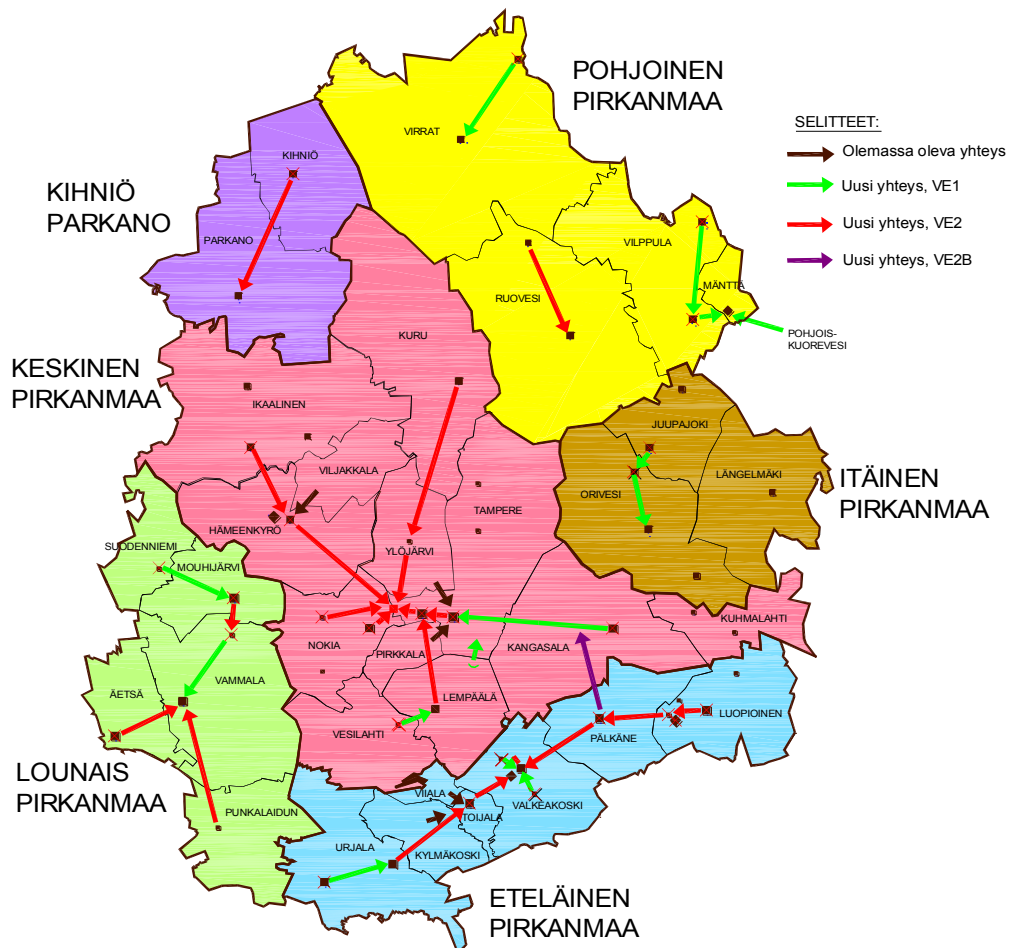 POHJOINEN
PIRKANMAA
SELITTEET:
Olemassa oleva yhteys
Uusi yhteys, VE1
Uusi yhteys, VE2
Uusi yhteys, VE2B
VIRRAT
KIHNIÖ
KIHNIÖ
PARKANO
PARKANO
VILPPULA
MÄNTTÄ
RUOVESI
POHJOIS-
KUOREVESI
KURU
KESKINEN
PIRKANMAA
IKAALINEN
JUUPAJOKI
VILJAKKALA
LÄNGELMÄKI
ITÄINEN
PIRKANMAA
ORIVESI
TAMPERE
HÄMEENKYRÖ
SUODENNIEMI
YLÖJÄRVI
MOUHIJÄRVI
KUHMALAHTI
NOKIA
PIRKKALA
KANGASALA
VAMMALA
ÄETSÄ
LEMPÄÄLÄ
LUOPIOINEN
VESILAHTI
PÄLKÄNE
LOUNAIS
PIRKANMAA
VIIALA
VALKEAKOSKI
TOIJALA
PUNKALAIDUN
URJALA
KYLMÄKOSKI
ETELÄINEN
PIRKANMAA